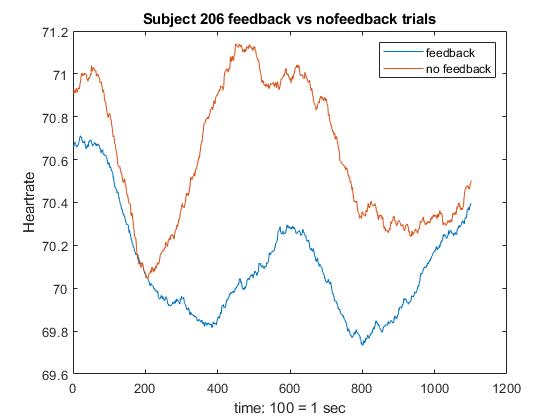 Subject 206 feedback vs nofeedback trials
71.2
71
70.8
70.6
70.4
70.2
70
69.8
69.6
Heartrate
feedback
no feedback
0 200 400 600 800 1000 1200
time: 100 = 1 sec